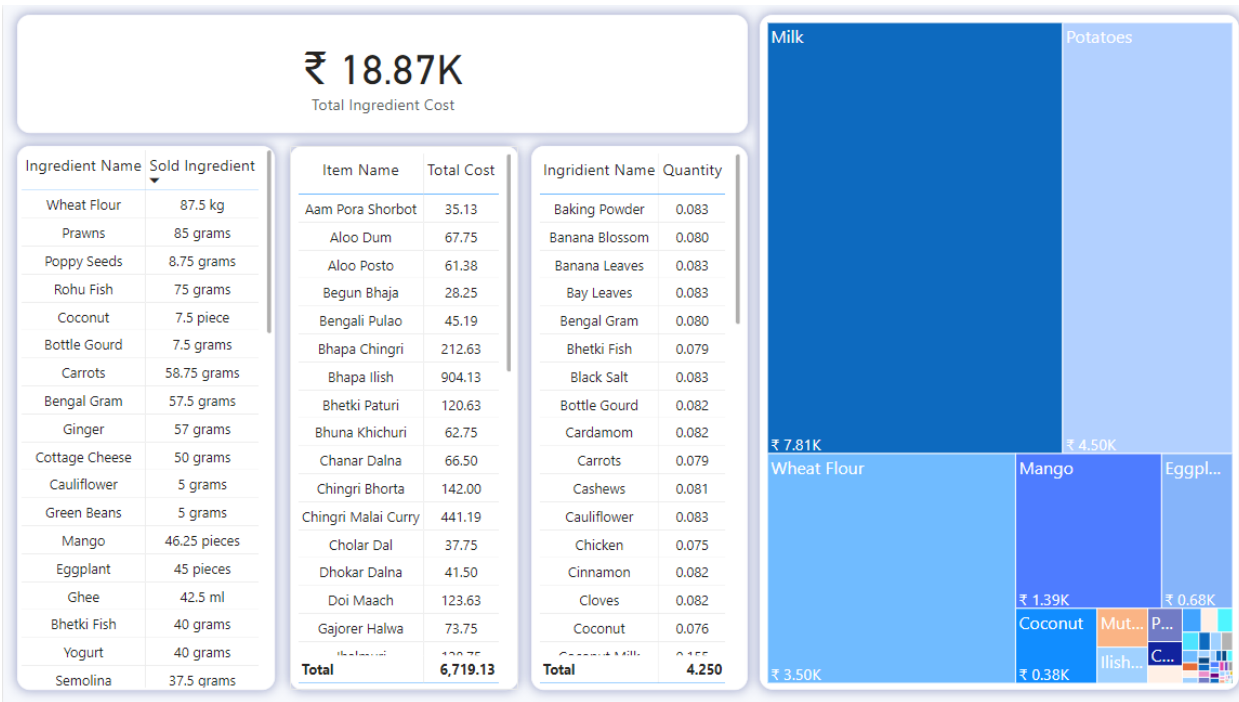 ₹ 18.87K
Total Ingredient Cost
Ingredient Name Sold Ingredient
Wheat Flour 87.5 kg
Prawns 85 grams
Poppy Seeds 8.75 grams
Rohu Fish 75 grams
Coconut 7.5 piece
Bottle Gourd 7.5 grams
Carrots 58.75 grams
Bengal Gram 57.5 grams
Ginger 57 grams
Cottage Cheese 50 grams
Cauliflower 5 grams
Green Beans 5 grams
Mango 46.25 pieces
Eggplant 45 pieces
Ghee 42.5 ml
Bhetki Fish 40 grams
Yogurt 40 grams
Semolina 37.5 grams
Item Name Total Cost
Aam Pora Shorbot 35.13
Aloo Dum 67.75
Aloo Posto 61.38
Begun Bhaja 28.25
Bengali Pulao 45.19
Bhapa Chingri 212.63
Bhapa Ilish 904.13
Bhetki Paturi 120.63
Bhuna Khichuri 62.75
Chanar Dalna 66.50
Chingri Bhorta 142.00
Chingri Malai Curry 441.19
Cholar Dal 37.75
Dhokar Dalna 41.50
Doi Maach 123.63
Gajorer Halwa 73.75
Total 6,719.13
Ingridient Name Quantity
Baking Powder 0.083
Banana Blossom 0.080
Banana Leaves 0.083
Bay Leaves 0.083
Bengal Gram 0.080
Bhetki Fish 0.079
Black Salt 0.083
Bottle Gourd 0.082
Cardamom 0.082
Carrots 0.079
Cashews 0.081
Cauliflower 0.083
Chicken 0.075
Cinnamon 0.082
Cloves 0.082
Coconut 0.076
Total 4.250
Milk
₹ 7.81K
Potatoes
₹ 4.50K
Wheat Flour
₹ 3.50K
Mango
₹ 1.39K
Eggpl...
₹ 0.68K
Coconut
₹ 0.38K
Mut...
P...
Ilish...
C...